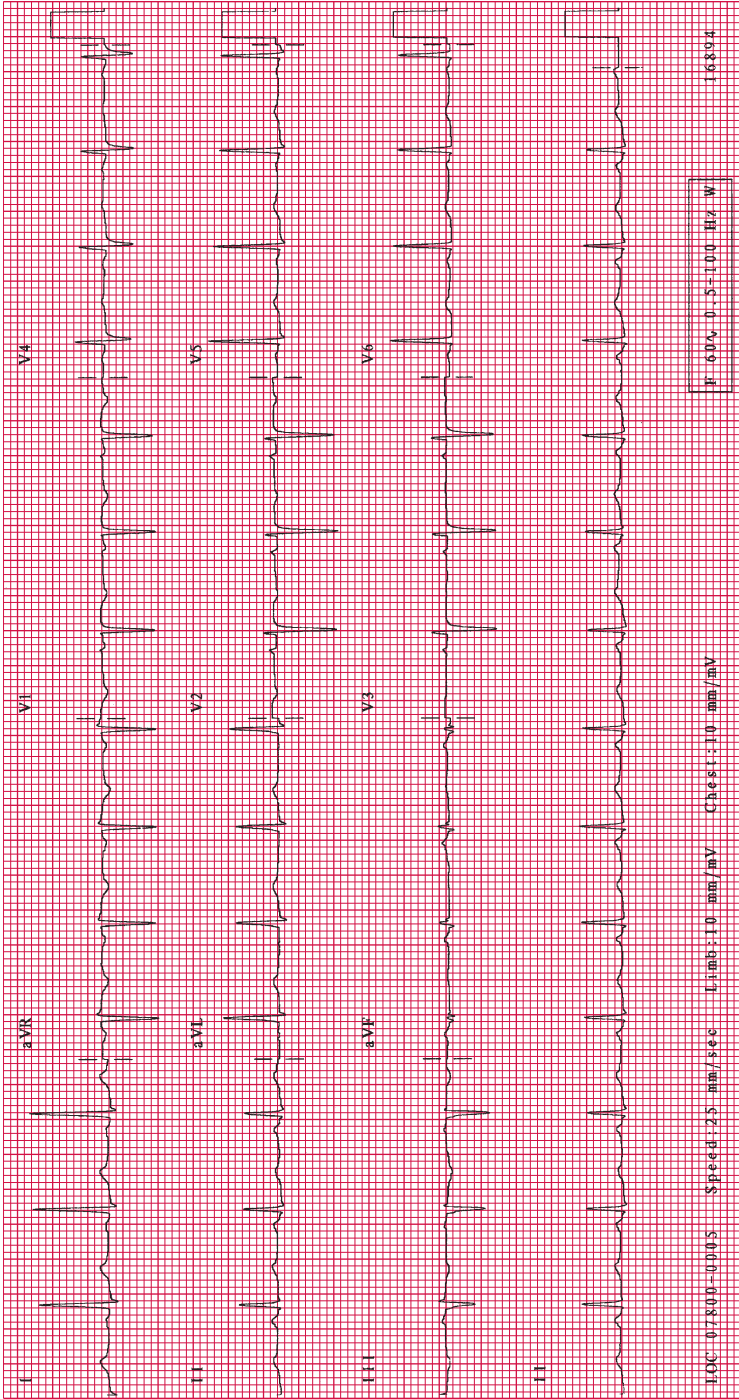 I aVR V1 V4
II aVL V2 V5
III aVF V3 V6
II
LOC 07800-0005 Speed:25 mm/sec Limb:10 mm/mV Chest:10 mm/mV F 60∿ 0.5-100 Hz W 16894